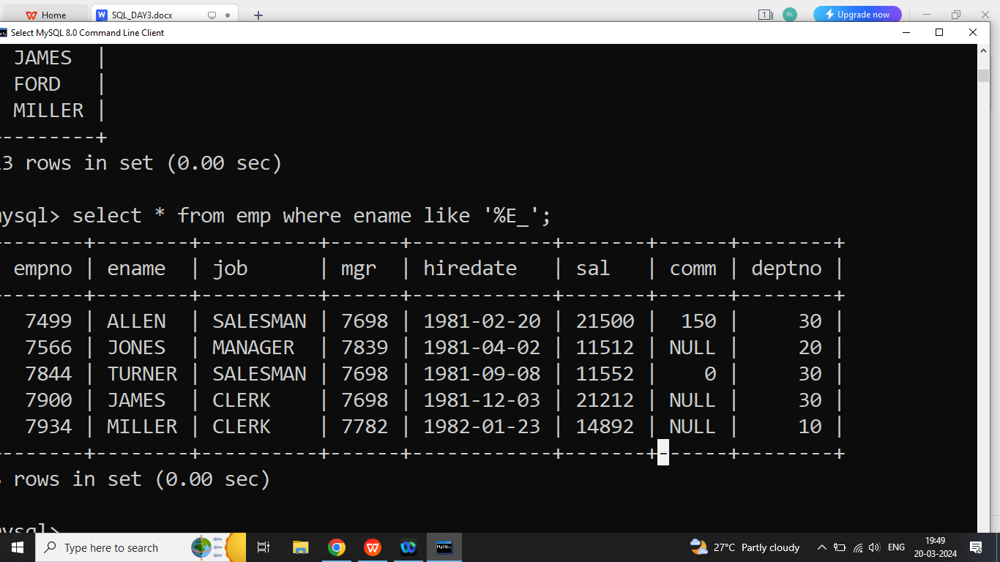 Home SQL_DAY3.docx + 1 RL Upgrade now
Select MySQL 8.0 Command Line Client
JAMES |
FORD |
MILLER |
--------+
13 rows in set (0.00 sec)
mysql> select * from emp where ename like '%E_';
-------+--------+----------+------+------------+-------+------+--------+
empno | ename | job | mgr | hiredate | sal | comm | deptno |
-------+--------+----------+------+------------+-------+------+--------+
7499 | ALLEN | SALESMAN | 7698 | 1981-02-20 | 21500 | 150 | 30 |
7566 | JONES | MANAGER | 7839 | 1981-04-02 | 11512 | NULL | 20 |
7844 | TURNER | SALESMAN | 7698 | 1981-09-08 | 11552 | 0 | 30 |
7900 | JAMES | CLERK | 7698 | 1981-12-03 | 21212 | NULL | 30 |
7934 | MILLER | CLERK | 7782 | 1982-01-23 | 14892 | NULL | 10 |
-------+--------+----------+------+------------+-------+------+--------+
rows in set (0.00 sec)
mysql>
Type here to search 27°C Partly cloudy ENG 19:49
20-03-2024